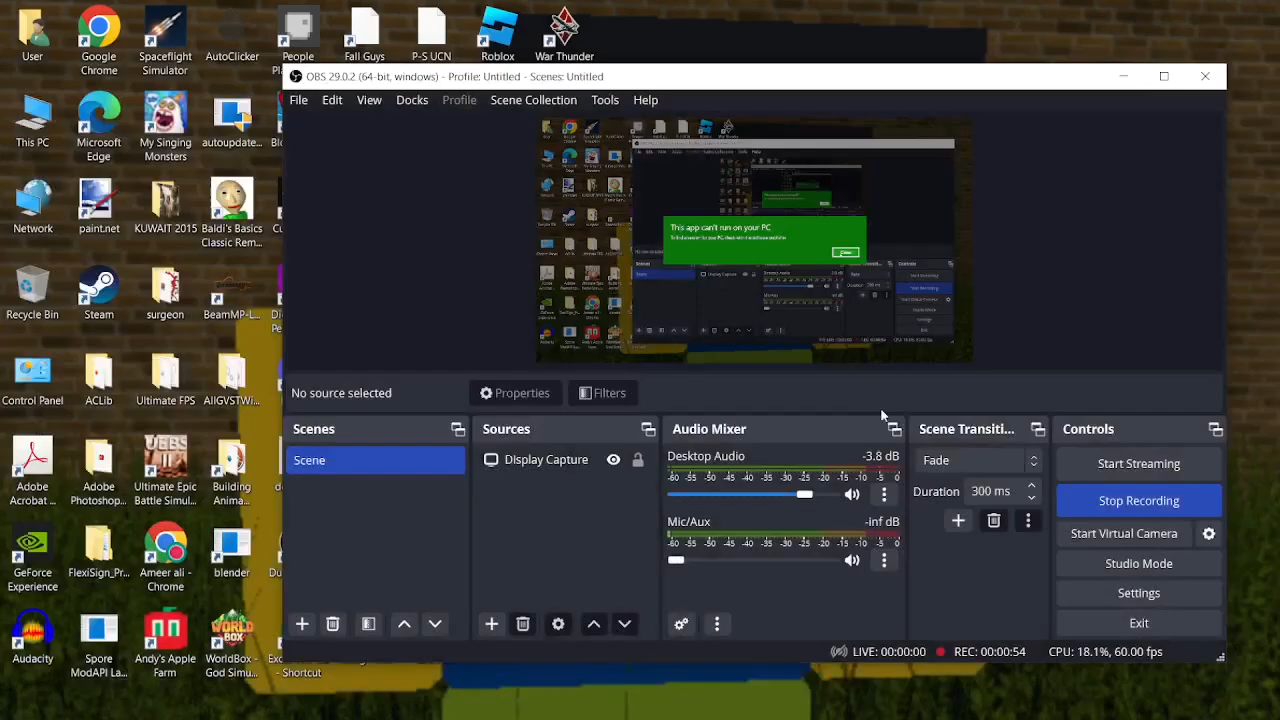 User
Google
Chrome
Spaceflight
Simulator
AutoClicker
People
Fall Guys
P-S UCN
Roblox
War Thunder
OBS 29.0.2 (64-bit, windows) - Profile: Untitled - Scenes: Untitled
File
Edit
View
Docks
Profile
Scene Collection
Tools
Help
This PC
Microsoft
Edge
My Singing
Monsters
autoupdate...
Network
paint.net
KUWAIT 2015
Baldi's Basics
Classic Rem...
This app can't run on your PC
Close
Recycle Bin
Steam
surgeon
BeamMP-L...
Control Panel
ACLib
Ultimate FPS
AIIGVSTWi...
No source selected
Properties
Filters
Scenes
Sources
Audio Mixer
Scene Transiti...
Controls
Scene
Display Capture
Desktop Audio
-3.8 dB
-60 -55 -50 -45 -40 -35 -30 -25 -20 -15 -10 -5 0
Mic/Aux
-inf dB
-60 -55 -50 -45 -40 -35 -30 -25 -20 -15 -10 -5 0
Fade
Duration
300 ms
Start Streaming
Stop Recording
Start Virtual Camera
Studio Mode
Settings
Exit
Adobe
Acrobat ...
Adobe
Photoshop...
Ultimate Epic
Battle Simul...
Building
Anima...
GeForce
Experience
FlexiSign_Pr...
Ameer ali -
Chrome
blender
Audacity
Spore
ModAPI La...
Andy's Apple
Farm
WorldBox -
God Simu...
- Shortcut
LIVE: 00:00:00
REC: 00:00:54
CPU: 18.1%, 60.00 fps